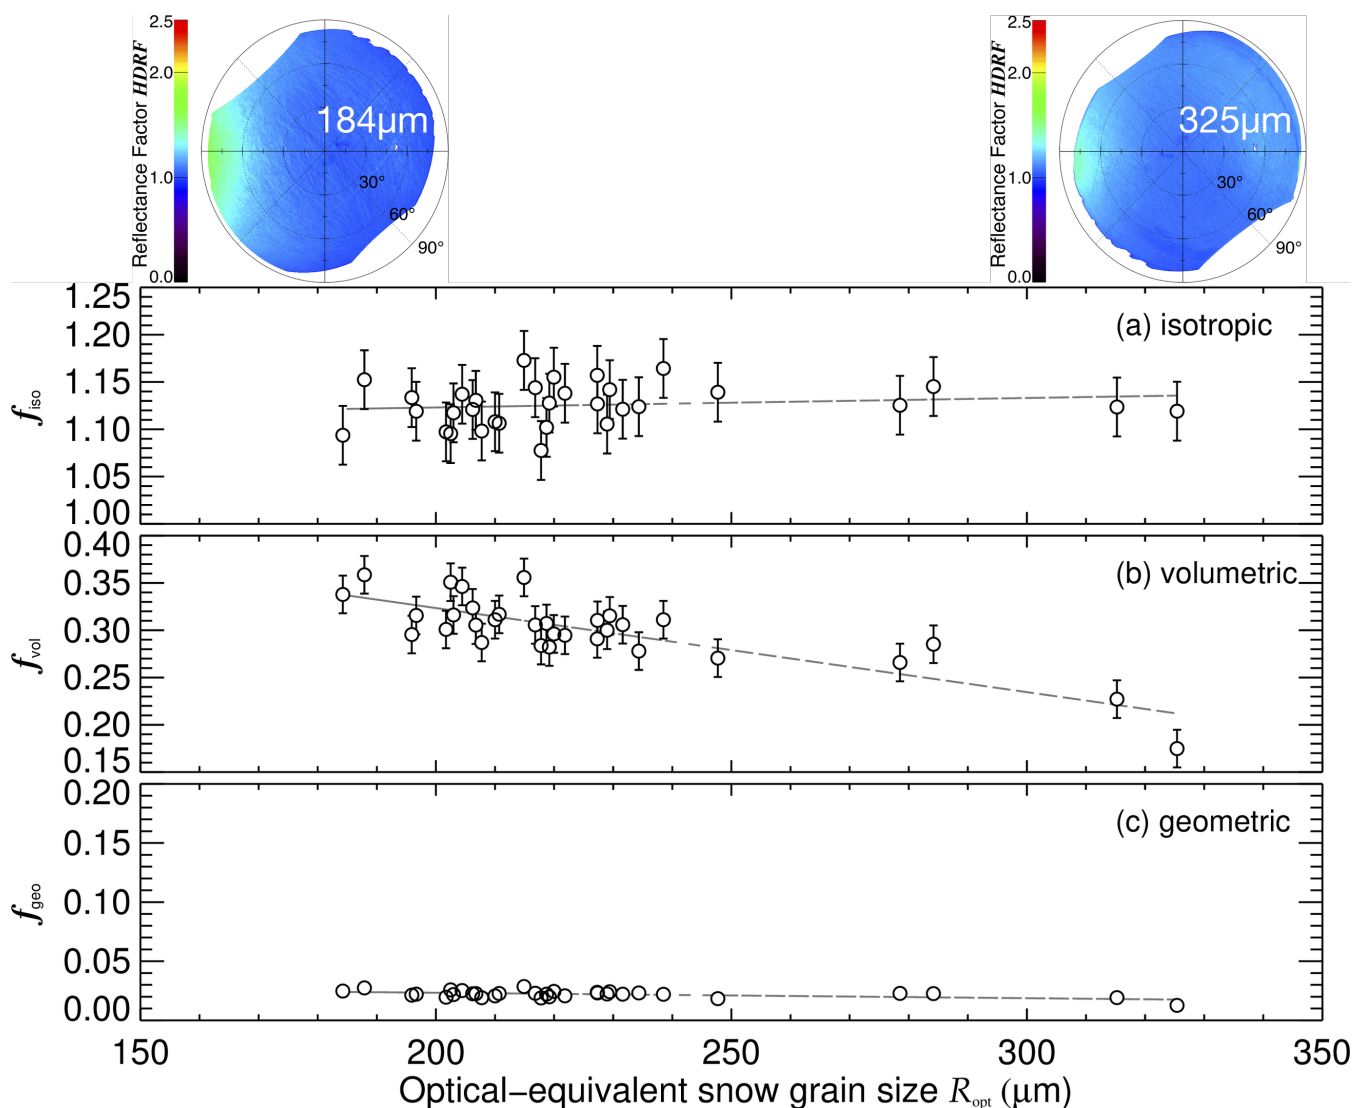 2.5
2.0
1.0
0.0
Reflectance Factor HDRF
184µm
30°
60°
90°
2.5
2.0
1.0
0.0
Reflectance Factor HDRF
325µm
30°
60°
90°
1.25
1.20
1.15
1.10
1.05
1.00
f iso
(a) isotropic
0.40
0.35
0.30
0.25
0.20
0.15
f vol
(b) volumetric
0.20
0.15
0.10
0.05
0.00
f geo
(c) geometric
150 200 250 300 350
Optical−equivalent snow grain size R opt (µm)